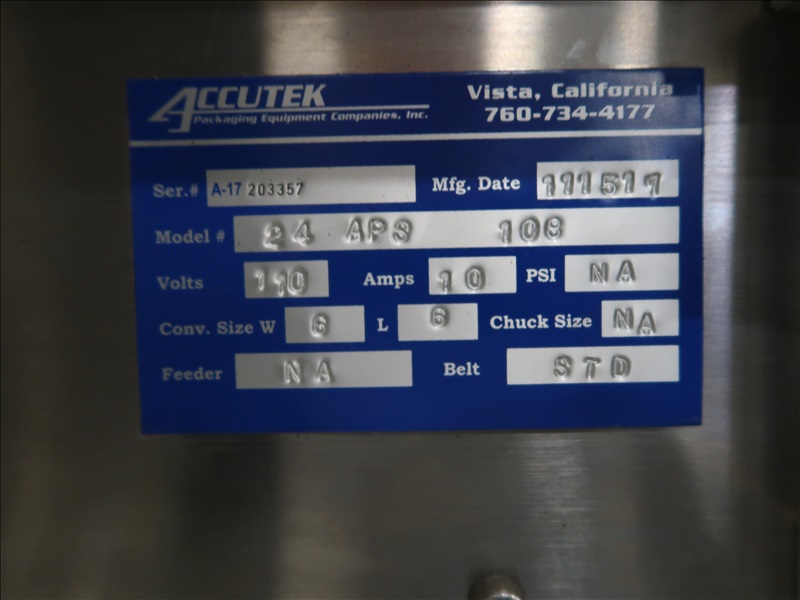 ACCUTEK
Packaging Equipment Companies, Inc.
Vista, California
760-734-4177
Ser.# A-17 203357 Mfg. Date 111517
Model # 24 APS 108
Volts 110 Amps 10 PSI NA
Conv. Size W 6 L 6 Chuck Size NA
Feeder NA Belt STD